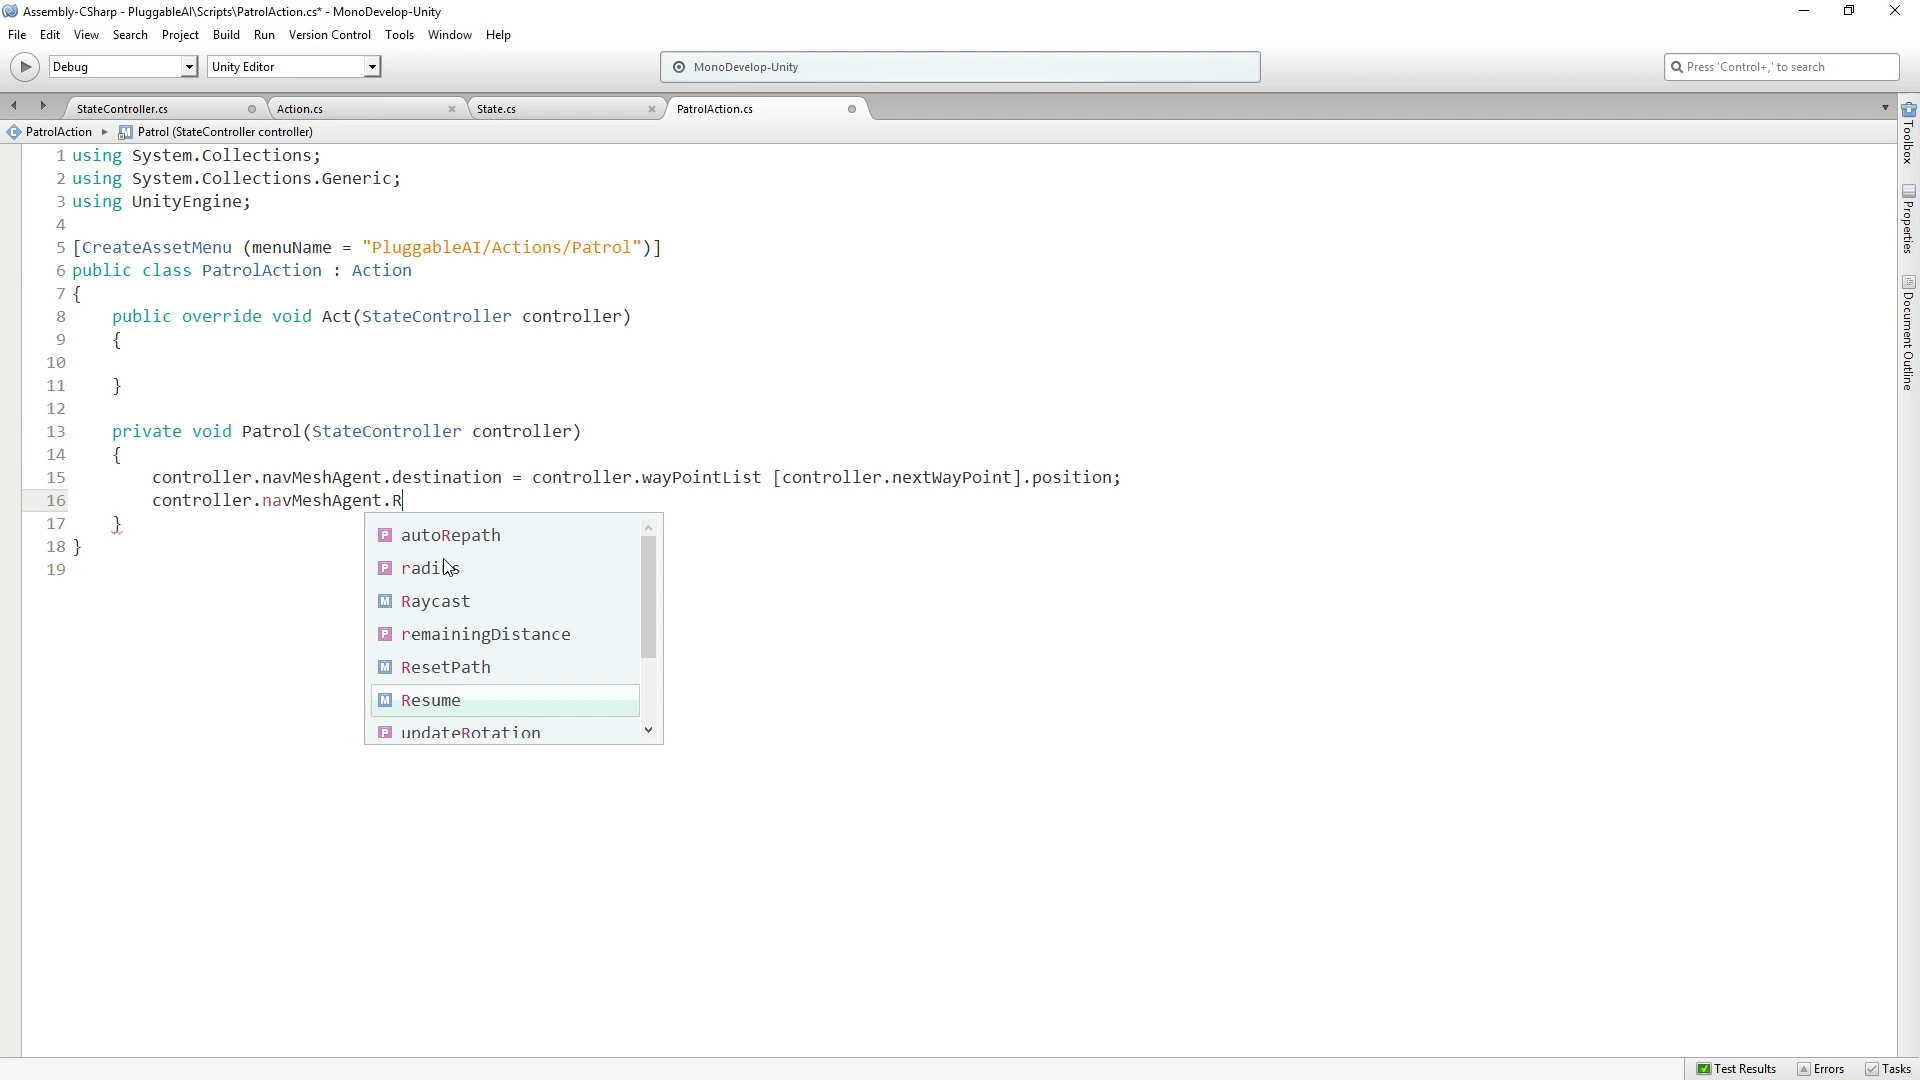 Assembly-CSharp - PluggableAI\Scripts\PatrolAction.cs* - MonoDevelop-Unity
File Edit View Search Project Build Run Version Control Tools Window Help
Debug Unity Editor MonoDevelop-Unity Press 'Control+,' to search
StateController.cs Action.cs State.cs PatrolAction.cs
PatrolAction Patrol (StateController controller)
1 using System.Collections;
2 using System.Collections.Generic;
3 using UnityEngine;
4
5 [CreateAssetMenu (menuName = "PluggableAI/Actions/Patrol")]
6 public class PatrolAction : Action
7 {
8 public override void Act(StateController controller)
9 {
10
11 }
12
13 private void Patrol(StateController controller)
14 {
15 controller.navMeshAgent.destination = controller.wayPointList [controller.nextWayPoint].position;
16 controller.navMeshAgent.R
17 }
18 }
19
P autoRepath
P radius
M Raycast
P remainingDistance
M ResetPath
M Resume
P updateRotation
Toolbox
Properties
Document Outline
Test Results Errors Tasks